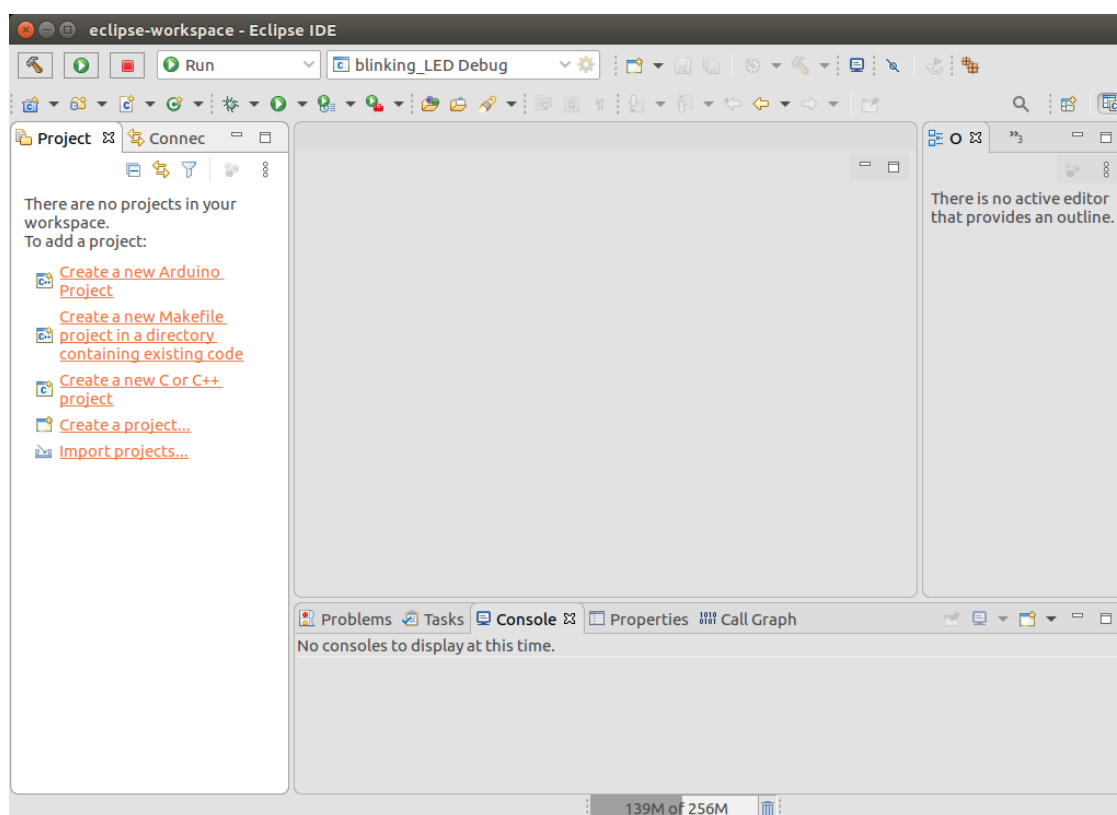 eclipse-workspace - Eclipse IDE
Run
blinking_LED Debug
Project
Connec
There are no projects in your
workspace.
To add a project:
Create a new Arduino
Project
Create a new Makefile
project in a directory
containing existing code
Create a new C or C++
project
Create a project...
Import projects...
O
»3
There is no active editor
that provides an outline.
Problems
Tasks
Console
Properties
Call Graph
No consoles to display at this time.
139M of 256M